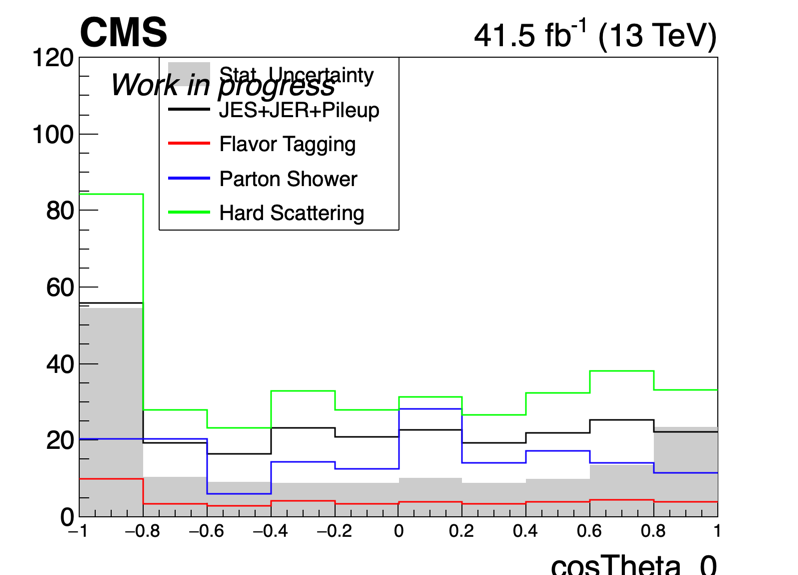 CMS 41.5 fb⁻¹ (13 TeV)
Work in progress
Stat. Uncertainty
JES+JER+Pileup
Flavor Tagging
Parton Shower
Hard Scattering
120
100
80
60
40
20
0
−1 −0.8 −0.6 −0.4 −0.2 0 0.2 0.4 0.6 0.8 1
cosTheta_0